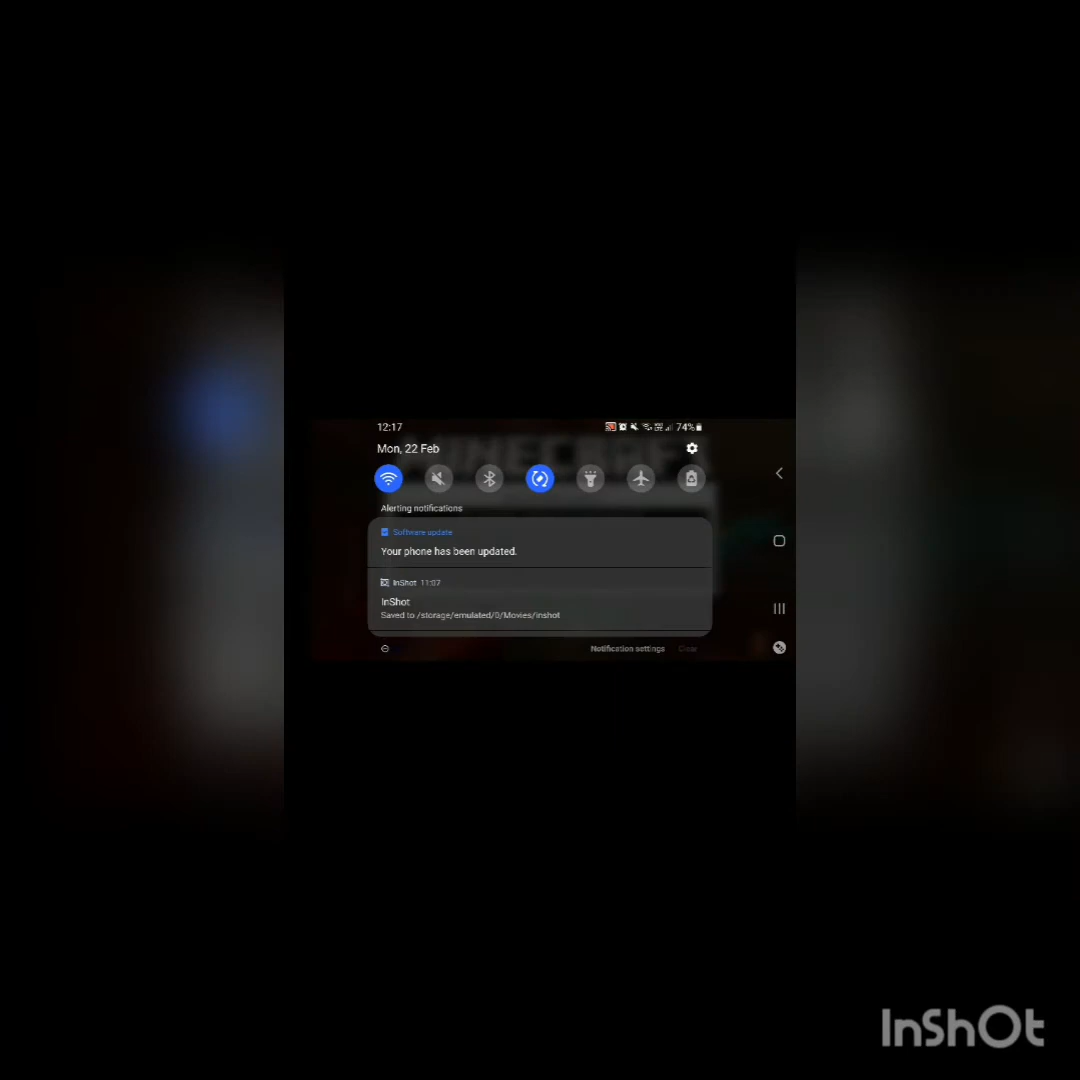 12:17
74%
Mon, 22 Feb
MINECRAFT
Alerting notifications
Software update
Your phone has been updated.
InShot 11:07
InShot
Saved to /storage/emulated/0/Movies/inshot
Notification settings Clear
InShOt